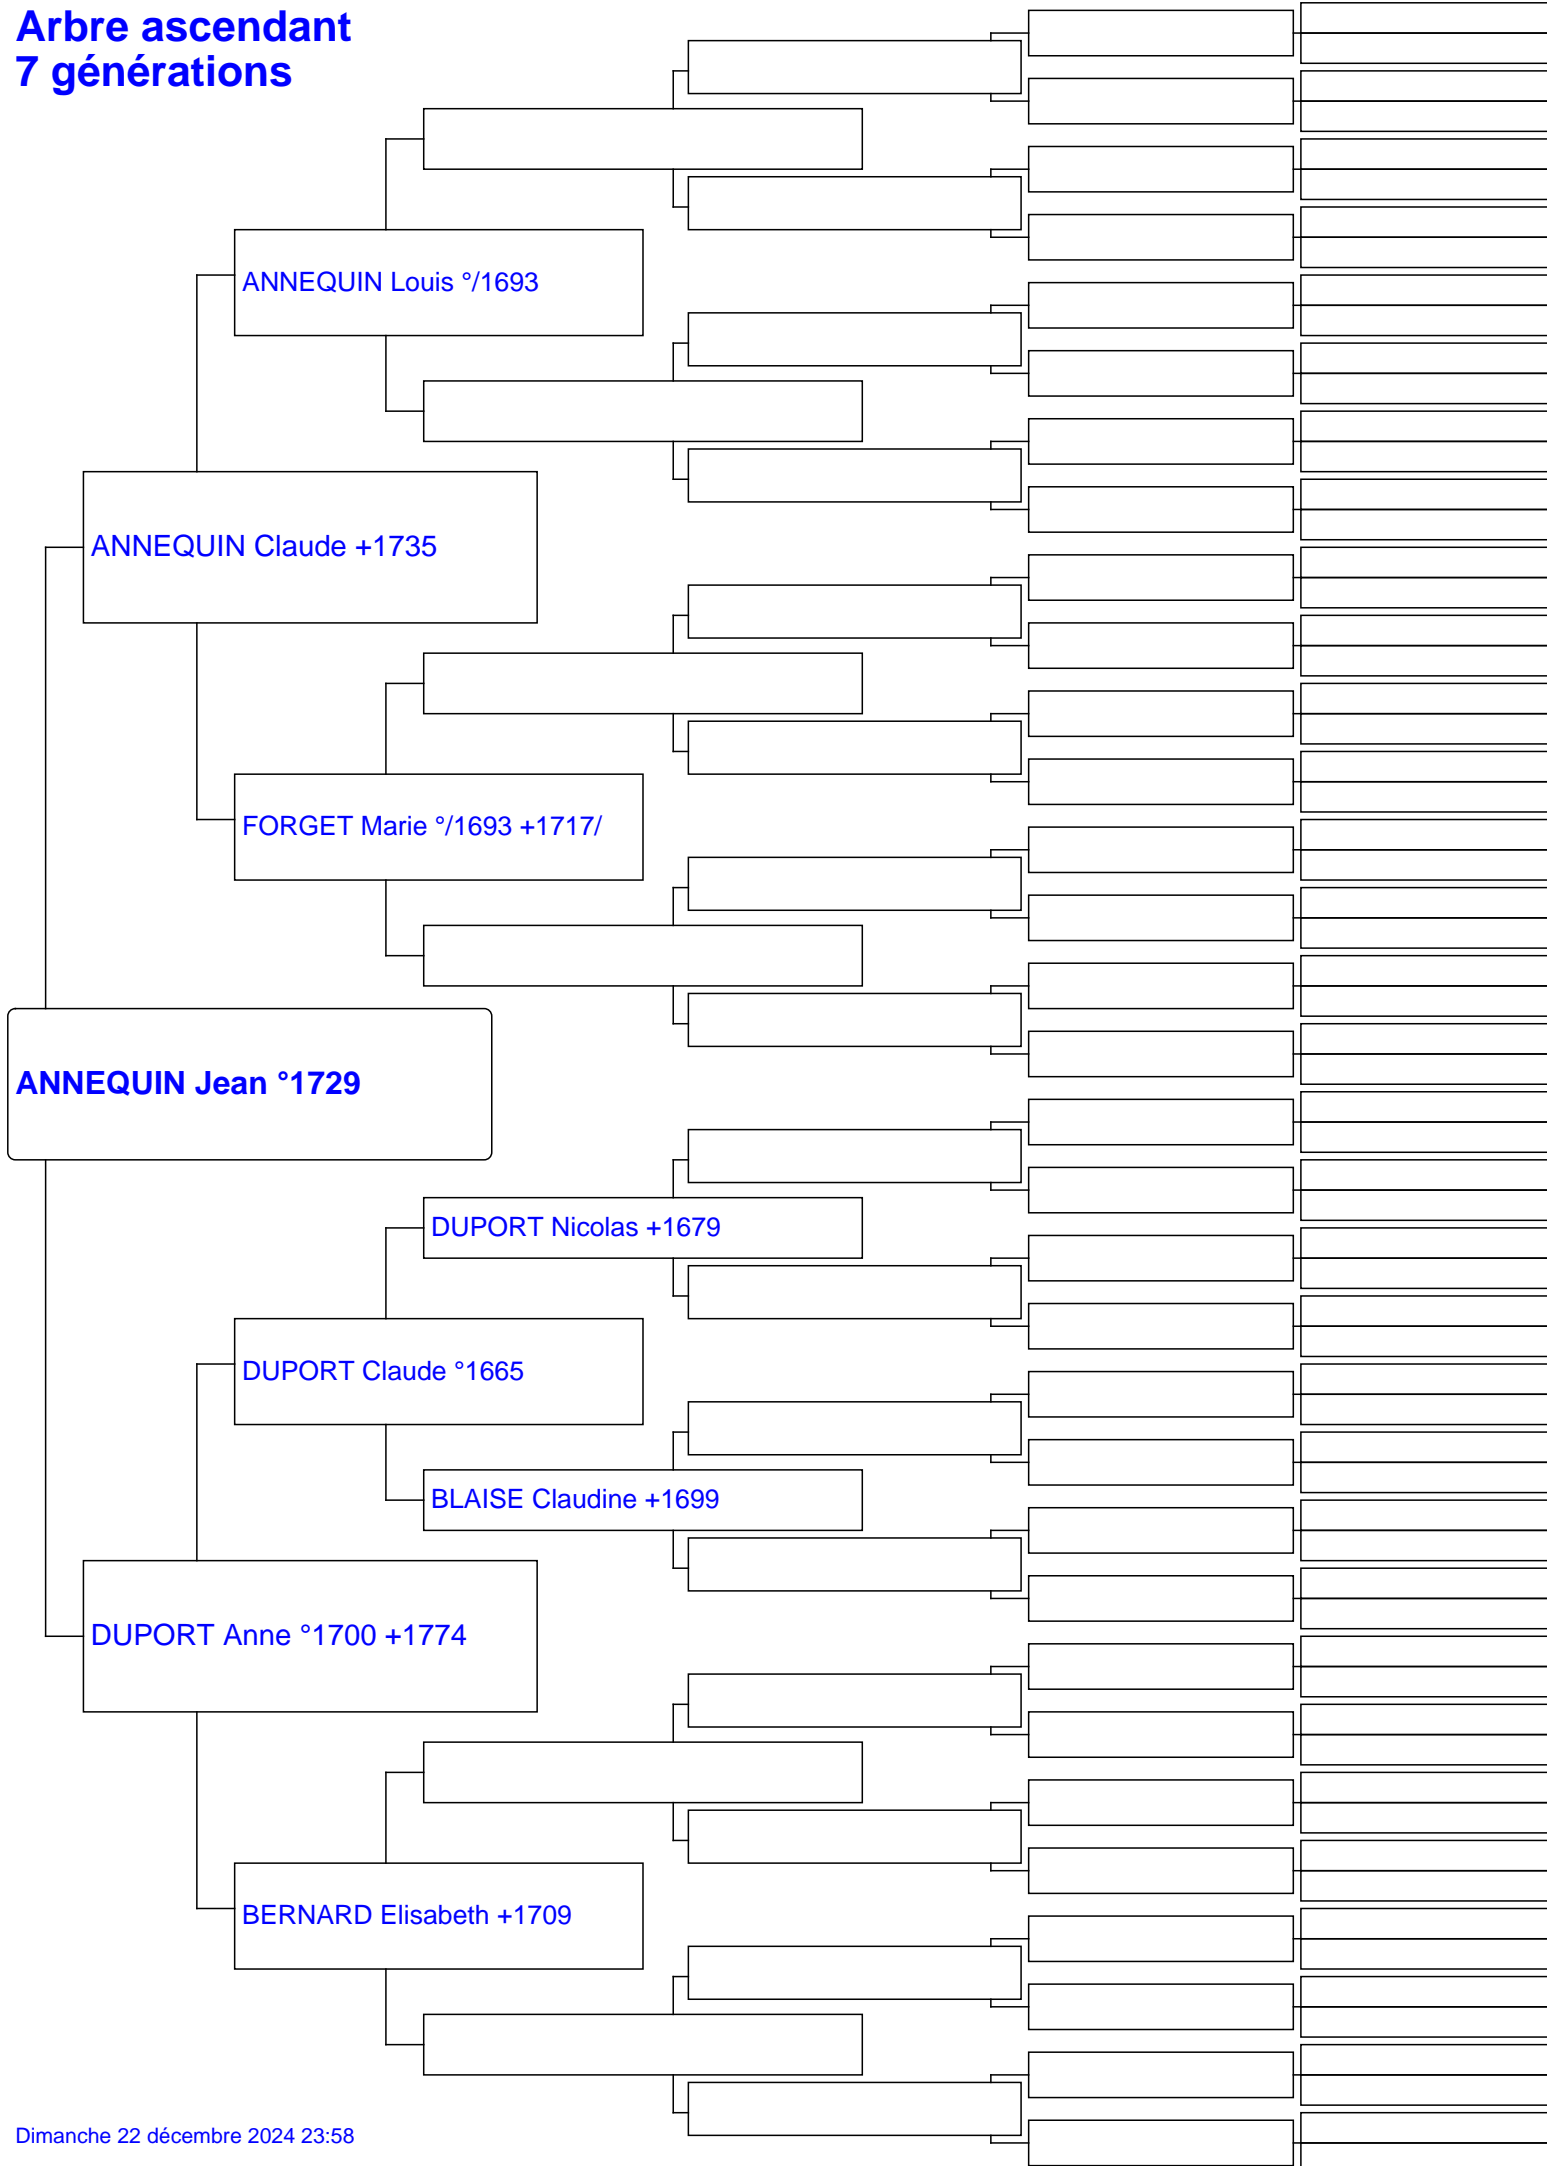 Arbre ascendant
7 générations
ANNEQUIN Louis °/1693
ANNEQUIN Claude +1735
FORGET Marie °/1693 +1717/
ANNEQUIN Jean °1729
DUPORT Nicolas +1679
DUPORT Claude °1665
BLAISE Claudine +1699
DUPORT Anne °1700 +1774
BERNARD Elisabeth +1709
Dimanche 22 décembre 2024 23:58